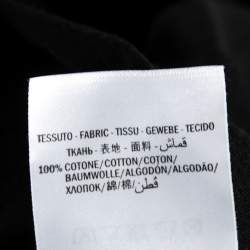 TESSUTO - FABRIC - TISSU - GEWEBE - TECIDO
ТКАНЬ - 表地 - 面料 - قماش
100% COTONE/COTTON/COTON/
BAUMWOLLE/ALGODÓN/ALGODÃO/
ХЛОПОК/綿/棉/قطن